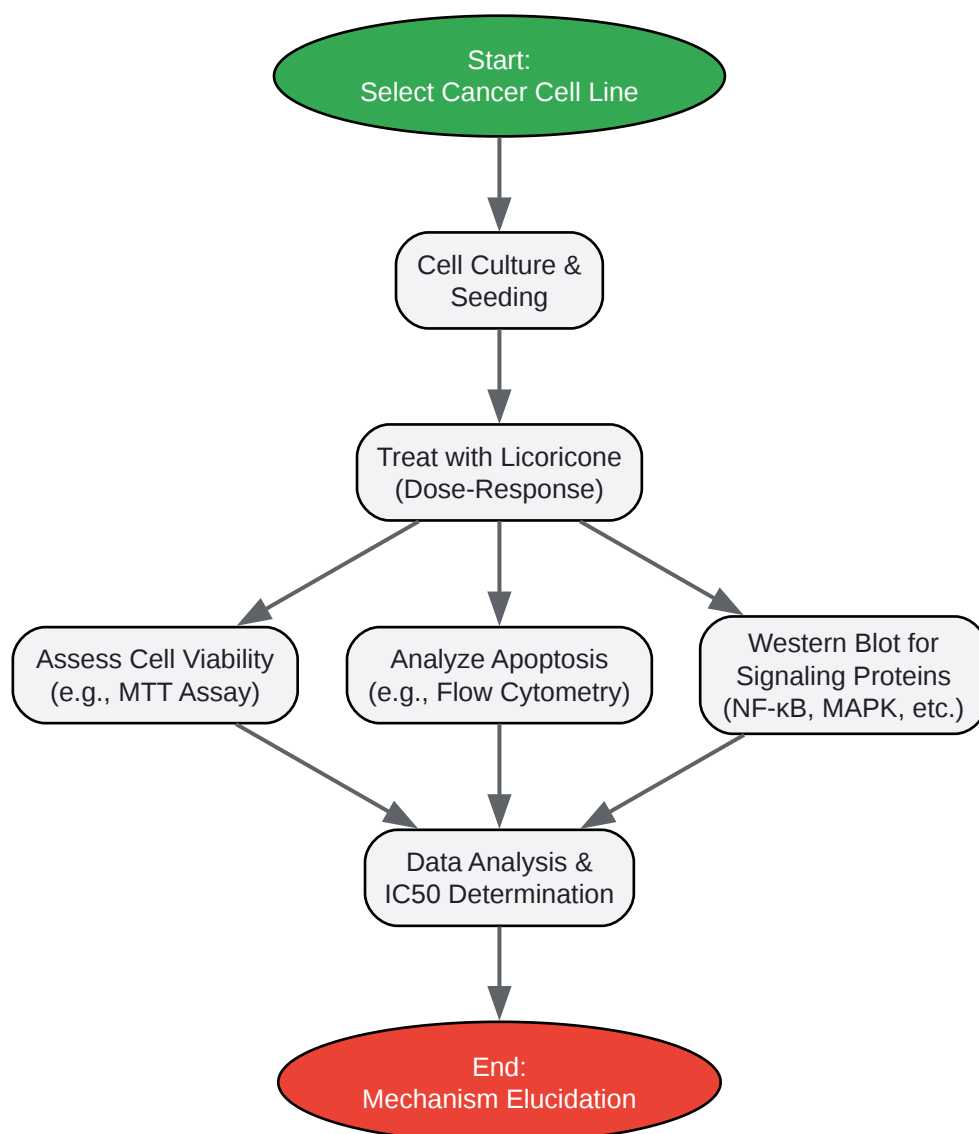 Start:
Select Cancer Cell Line
Cell Culture &
Seeding
Treat with Licoricone
(Dose-Response)
Assess Cell Viability
(e.g., MTT Assay)
Analyze Apoptosis
(e.g., Flow Cytometry)
Western Blot for
Signaling Proteins
(NF-κB, MAPK, etc.)
Data Analysis &
IC50 Determination
End:
Mechanism Elucidation